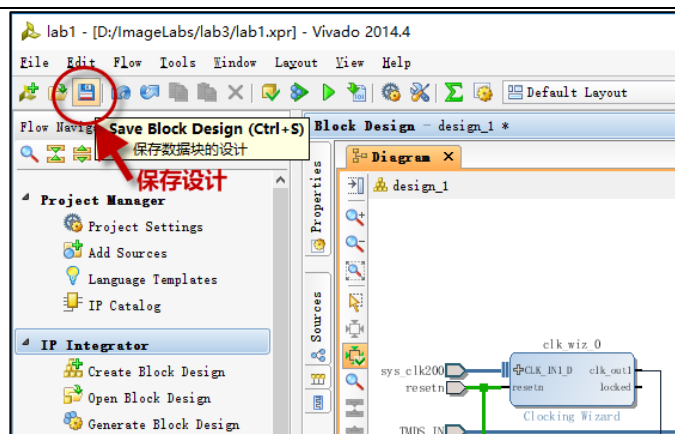 lab1 - [D:/ImageLabs/lab3/lab1.xpr] - Vivado 2014.4
File Edit Flow Tools Window Layout View Help
Default Layout
Flow Navig
Save Block Design (Ctrl+S)
保存数据块的设计
保存设计
Block Design - design_1 *
Diagram
design_1
Properties
Sources
Project Manager
Project Settings
Add Sources
Language Templates
IP Catalog
IP Integrator
Create Block Design
Open Block Design
Generate Block Design
clk_wiz_0
sys_clk200
CLK_IN1_D clk_out1
resetn
resetn locked
Clocking Wizard
TMDS_IN